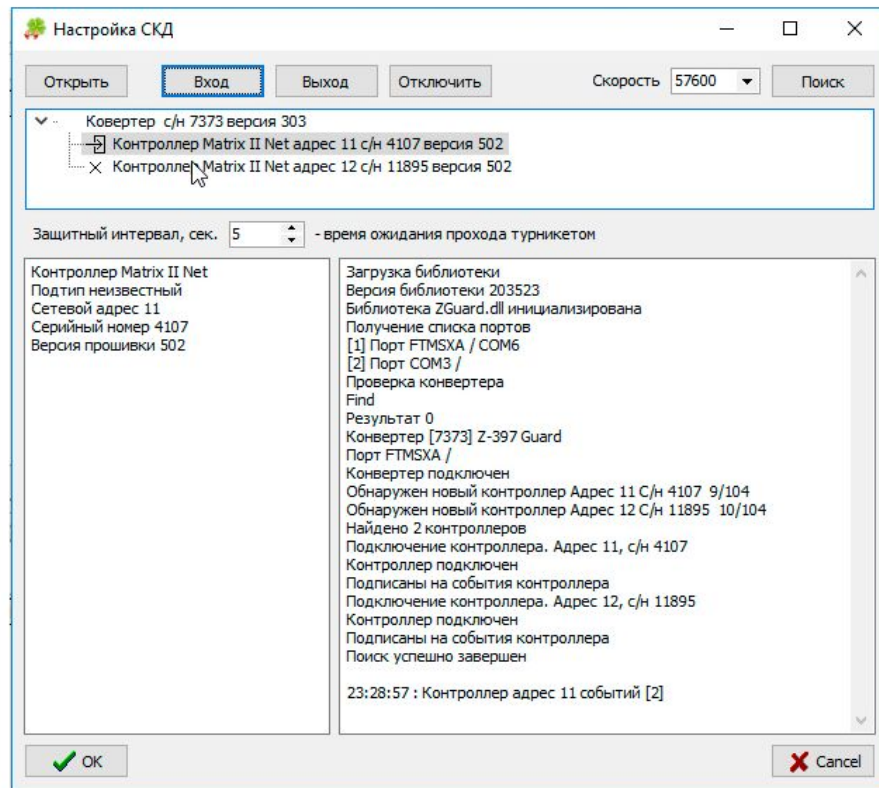 Настройка СКД
Открыть Вход Выход Отключить Скорость 57600 Поиск
Ковертер с/н 7373 версия 303
Контроллер Matrix II Net адрес 11 с/н 4107 версия 502
Контроллер Matrix II Net адрес 12 с/н 11895 версия 502
Защитный интервал, сек. 5 - время ожидания прохода турникетом
Контроллер Matrix II Net
Подтип неизвестный
Сетевой адрес 11
Серийный номер 4107
Версия прошивки 502
Загрузка библиотеки
Версия библиотеки 203523
Библиотека ZGuard.dll инициализирована
Получение списка портов
[1] Порт FTMSXA / COM6
[2] Порт COM3 /
Проверка конвертера
Find
Результат 0
Конвертер [7373] Z-397 Guard
Порт FTMSXA /
Конвертер подключен
Обнаружен новый контроллер Адрес 11 С/н 4107 9/104
Обнаружен новый контроллер Адрес 12 С/н 11895 10/104
Найдено 2 контроллеров
Подключение контроллера. Адрес 11, с/н 4107
Контроллер подключен
Подписаны на события контроллера
Подключение контроллера. Адрес 12, с/н 11895
Контроллер подключен
Подписаны на события контроллера
Поиск успешно завершен
23:28:57 : Контроллер адрес 11 событий [2]
OK Cancel